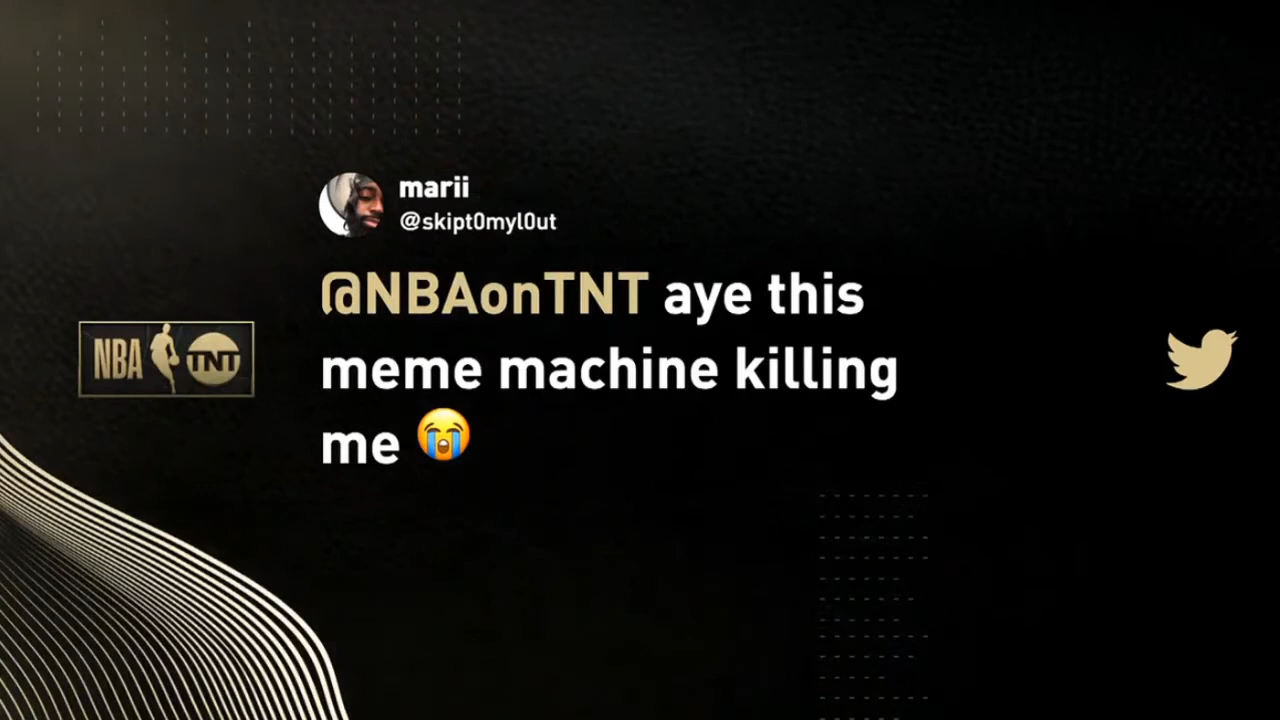 marii
@skipt0myl0ut
@NBAonTNT aye this
meme machine killing
me 😭
NBA TNT